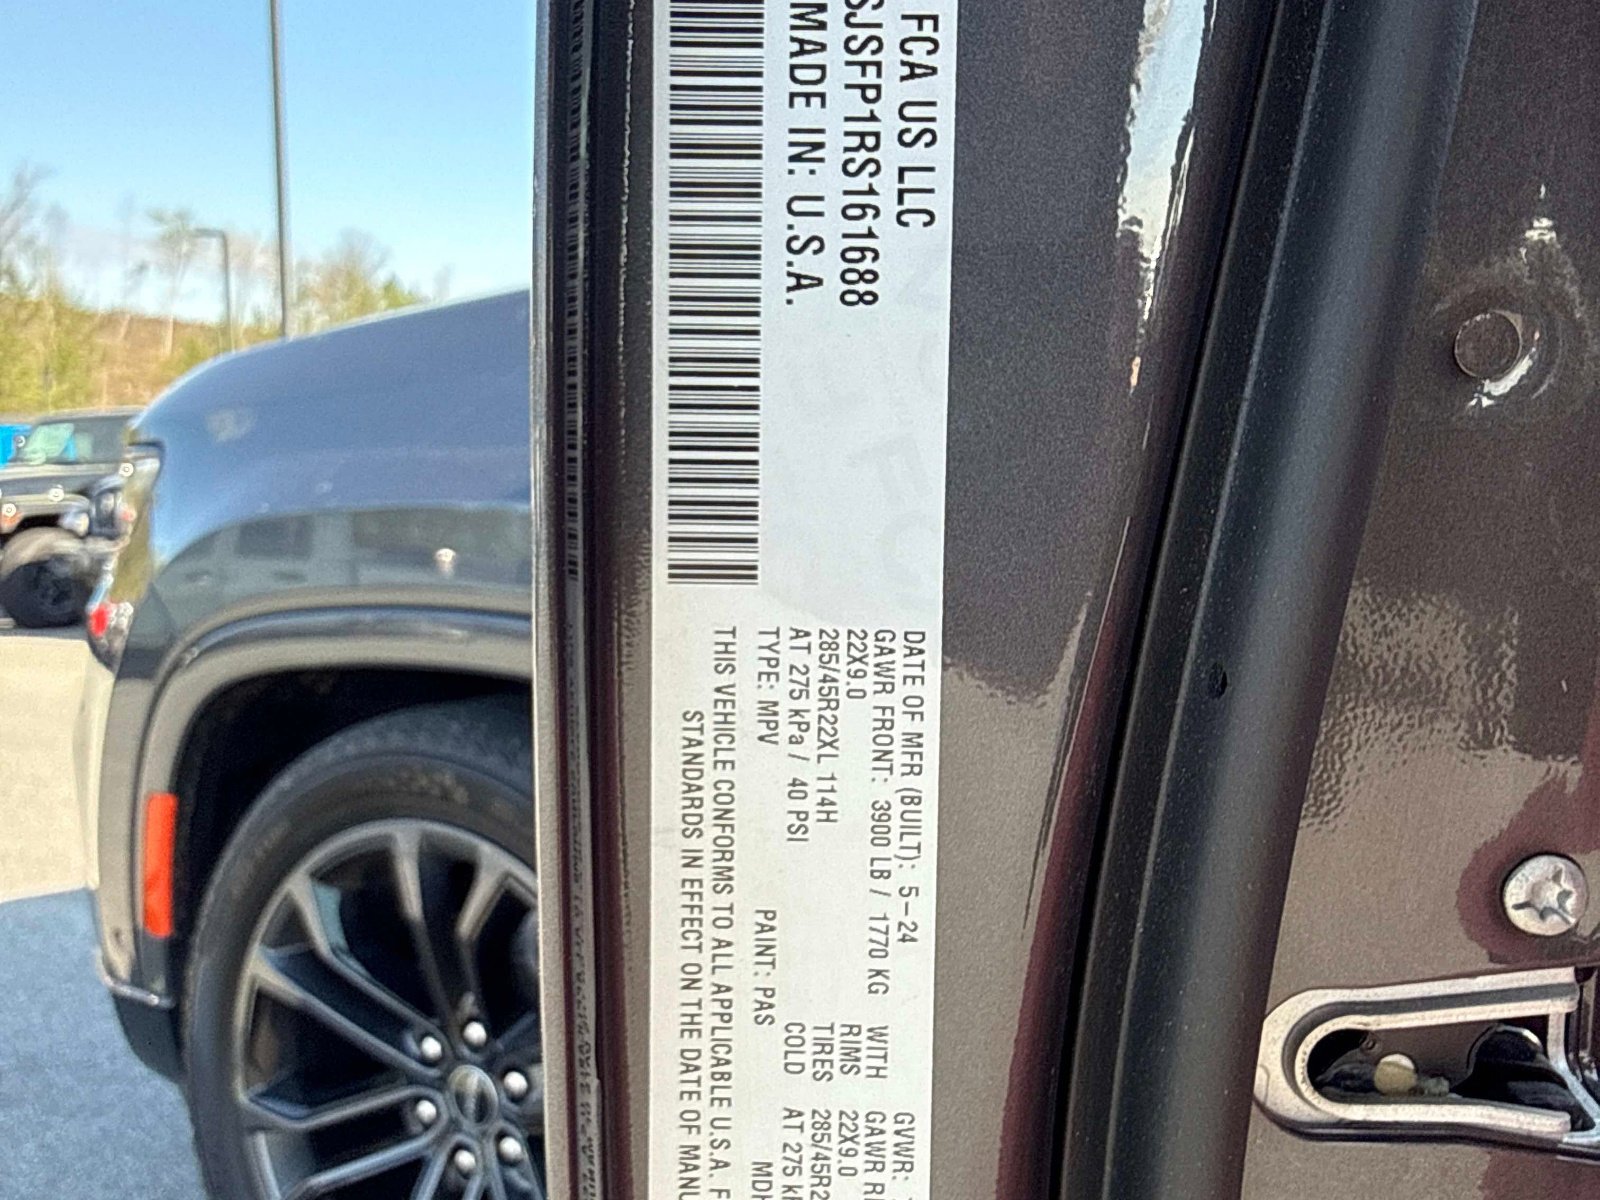 FCA US LLC
SJSFP1RS161688
MADE IN: U.S.A.
DATE OF MFR (BUILT): 5-24 GVWR:
GAWR FRONT: 3900 LB / 1770 KG WITH GAWR
22X9.0 RIMS 22X9.0
285/45R22XL 114H TIRES 285/45R2
AT 275 kPa / 40 PSI COLD AT 275
TYPE: MPV PAINT: PAS
THIS VEHICLE CONFORMS TO ALL APPLICABLE U.S.A. F
STANDARDS IN EFFECT ON THE DATE OF MANU